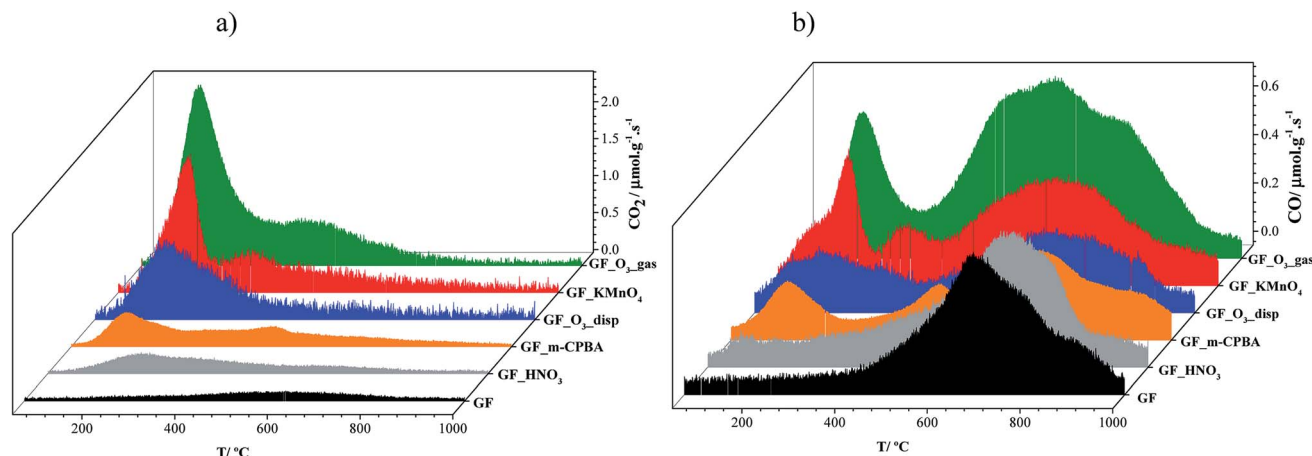 a)
2.0
1.5
1.0
0.5
0.0
CO₂/ µmol.g⁻¹.s⁻¹
GF_O₃_gas
GF_KMnO₄
GF_O₃_disp
GF_m-CPBA
GF_HNO₃
GF
200 400 600 800 1000
T/ ºC
b)
0.6
0.4
0.2
0.0
CO/ µmol.g⁻¹.s⁻¹
GF_O₃_gas
GF_KMnO₄
GF_O₃_disp
GF_m-CPBA
GF_HNO₃
GF
200 400 600 800 1000
T/ ºC